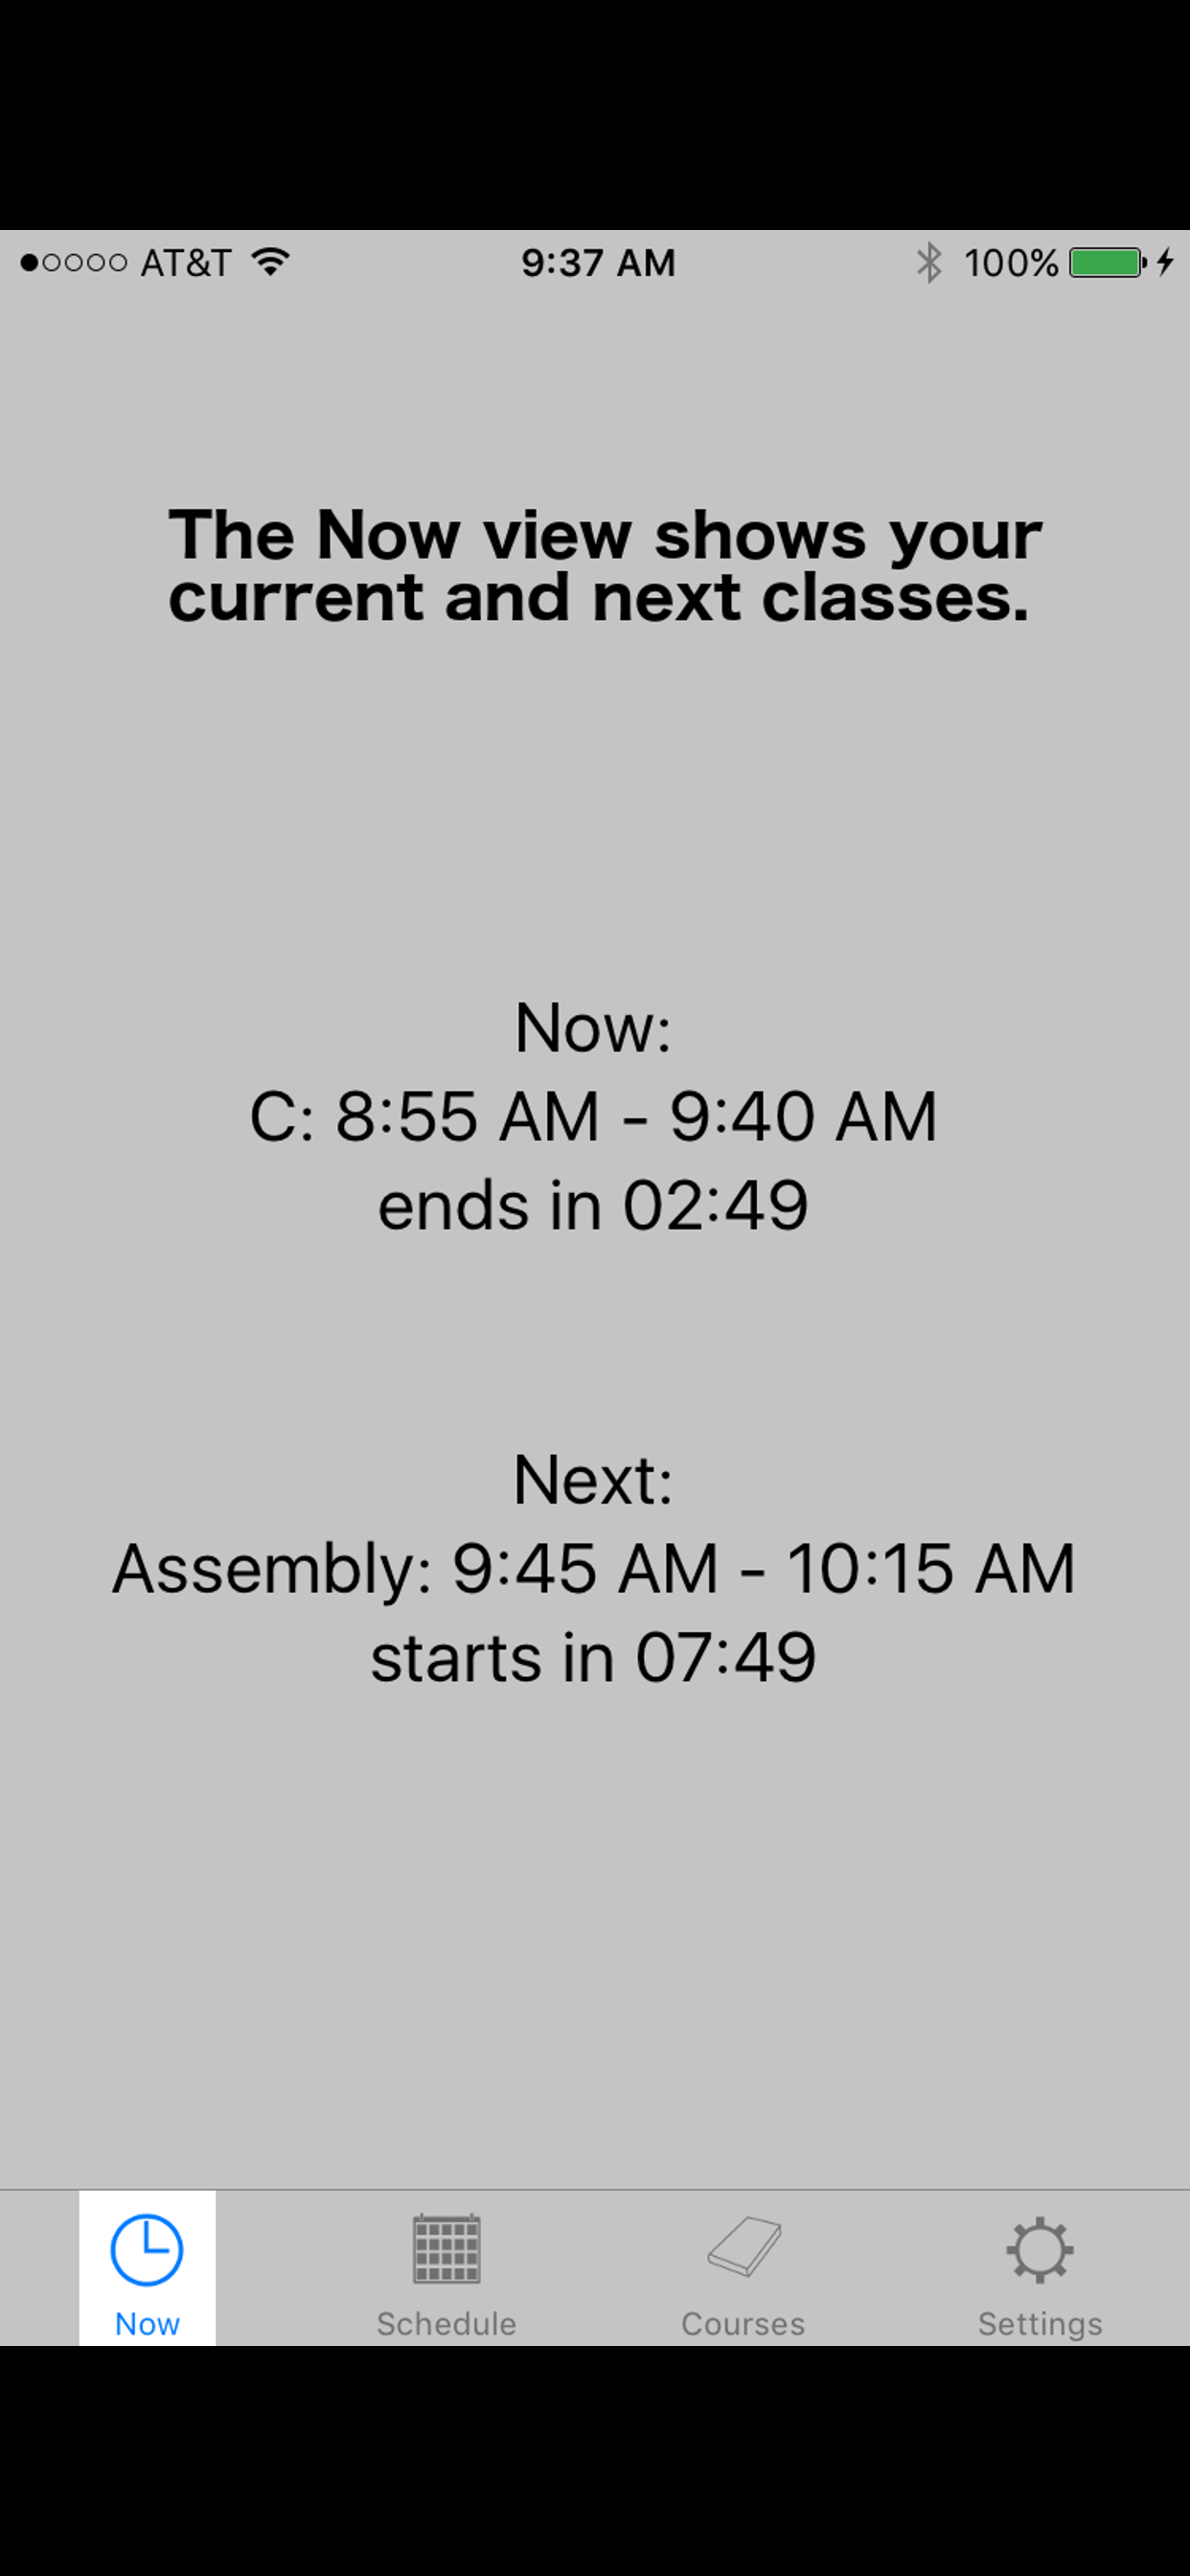 AT&T 9:37 AM 100%
The Now view shows your
current and next classes.
Now:
C: 8:55 AM - 9:40 AM
ends in 02:49
Next:
Assembly: 9:45 AM - 10:15 AM
starts in 07:49
Now Schedule Courses Settings